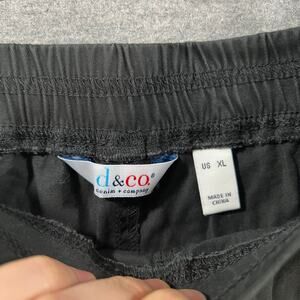 d&co.®
denim + company
US XL
MADE IN
CHINA